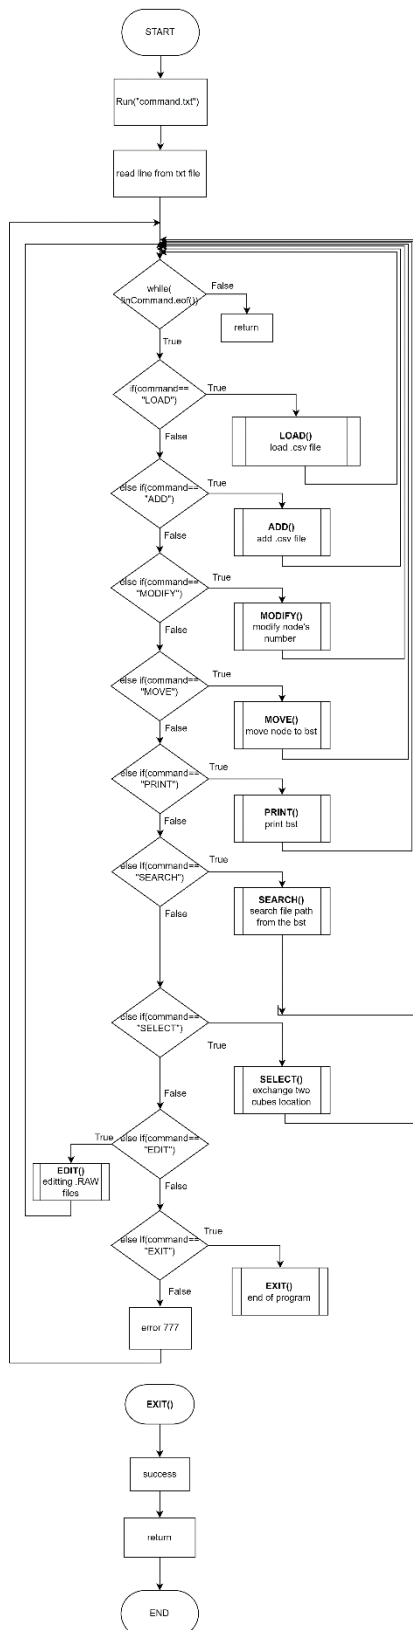 START
Run("command.txt")
read line from txt file
while(
!finCommand.eof())
False
return
True
if(command==
"LOAD")
True
LOAD()
load .csv file
False
else if(command==
"ADD")
True
ADD()
add .csv file
False
else if(command==
"MODIFY")
True
MODIFY()
modify node's
number
False
else if(command==
"MOVE")
True
MOVE()
move node to bst
False
else if(command==
"PRINT")
True
PRINT()
print bst
False
else if(command==
"SEARCH")
True
SEARCH()
search file path
from the bst
False
else if(command==
"SELECT")
True
SELECT()
exchange two
cubes location
False
else if(command==
"EDIT")
True
EDIT()
editting .RAW
files
False
else if(command==
"EXIT")
True
EXIT()
end of program
False
error 777
EXIT()
success
return
END